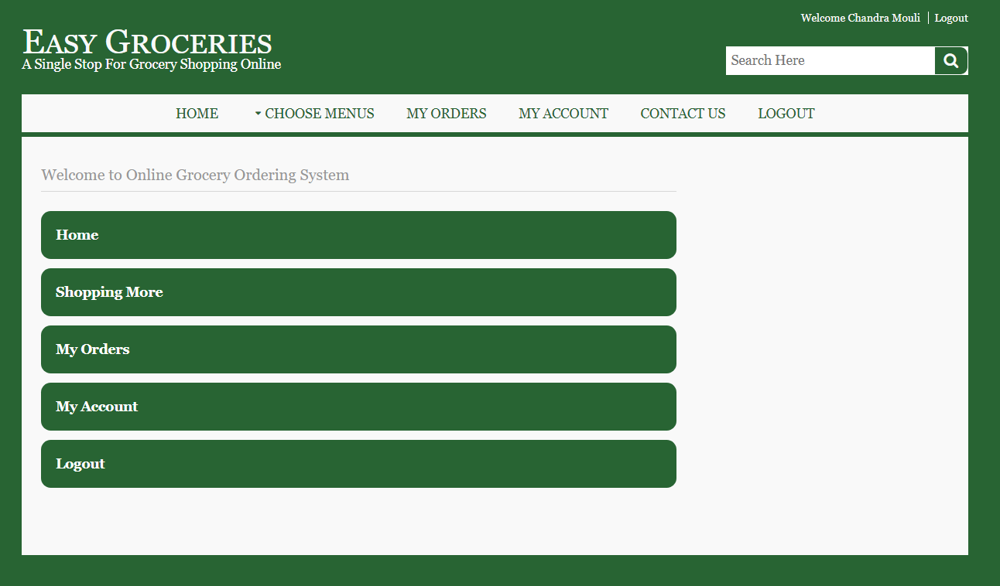 Welcome Chandra Mouli Logout
EASY GROCERIES
A Single Stop For Grocery Shopping Online
Search Here
HOME CHOOSE MENUS MY ORDERS MY ACCOUNT CONTACT US LOGOUT
Welcome to Online Grocery Ordering System
Home
Shopping More
My Orders
My Account
Logout